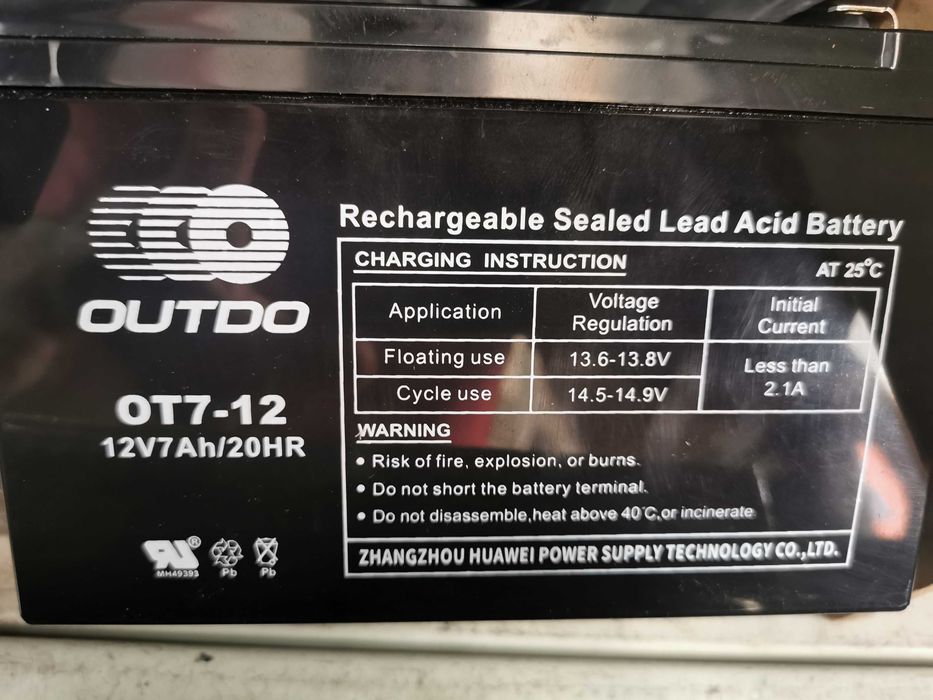 Rechargeable Sealed Lead Acid Battery
CHARGING INSTRUCTION
AT 25°C
Application
Voltage
Regulation
Initial
Current
Floating use
13.6-13.8V
Less than
2.1A
Cycle use
14.5-14.9V
WARNING
• Risk of fire, explosion, or burns.
• Do not short the battery terminal.
• Do not disassemble,heat above 40°C,or incinerate
ZHANGZHOU HUAWEI POWER SUPPLY TECHNOLOGY CO.,LTD.
OUTDO
OT7-12
12V7Ah/20HR
RU®
MH49393
Pb
Pb